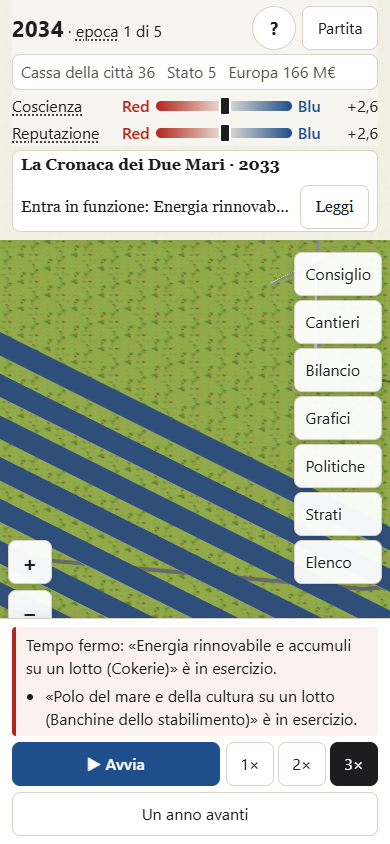 2034 · epoca 1 di 5
?
Partita
Cassa della città 36 Stato 5 Europa 166 M€
Coscienza Red Blu +2,6
Reputazione Red Blu +2,6
La Cronaca dei Due Mari · 2033
Entra in funzione: Energia rinnovab...
Leggi
Consiglio
Cantieri
Bilancio
Grafici
Politiche
Strati
Elenco
+
−
Tempo fermo: «Energia rinnovabile e accumuli
su un lotto (Cokerie)» è in esercizio.
• «Polo del mare e della cultura su un lotto
(Banchine dello stabilimento)» è in esercizio.
▶ Avvia
1×
2×
3×
Un anno avanti